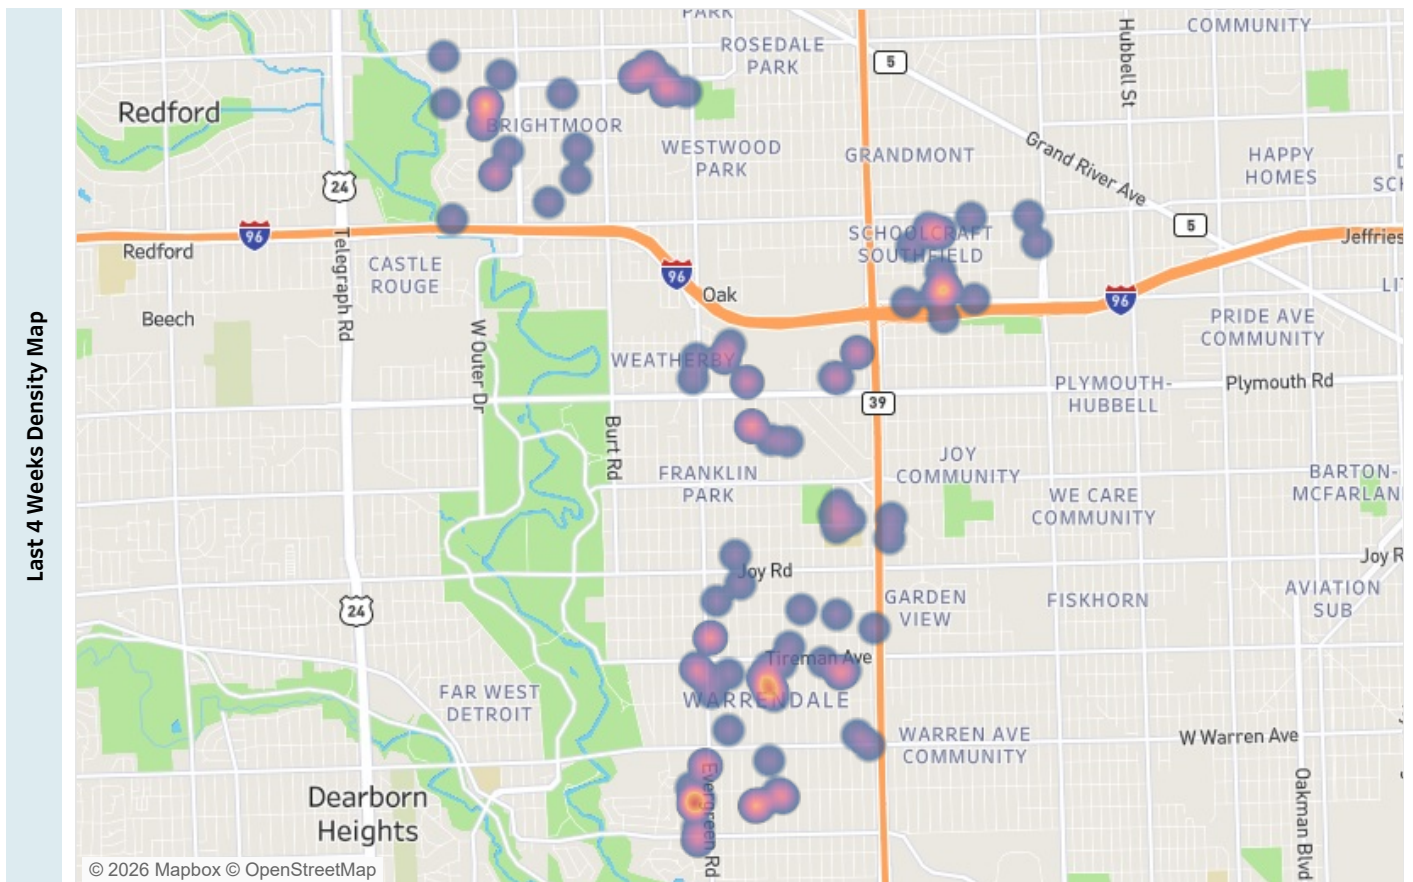 Last 4 Weeks Density Map
PARK
ROSEDALE
PARK
5
Hubbell St
COMMUNITY
Redford
BRIGHTMOOR
WESTWOOD
PARK
GRANDMONT
Grand River Ave
HAPPY
HOMES
24
5
SCHOOLCRAFT
SOUTHFIELD
Jeffries
96
Redford
Telegraph Rd
CASTLE
ROUGE
96
Oak
96
Beech
PRIDE AVE
COMMUNITY
W Outer Dr
WEATHERBY
PLYMOUTH-
HUBBELL
Plymouth Rd
39
Burt Rd
FRANKLIN
PARK
JOY
COMMUNITY
WE CARE
COMMUNITY
BARTON-
MCFARLAN
Joy Rd
Joy R
24
GARDEN
VIEW
FISKHORN
AVIATION
SUB
Tireman Ave
FAR WEST
DETROIT
WARRENDALE
WARREN AVE
COMMUNITY
W Warren Ave
Dearborn
Heights
Evergreen Rd
Oakman Blvd
© 2026 Mapbox © OpenStreetMap